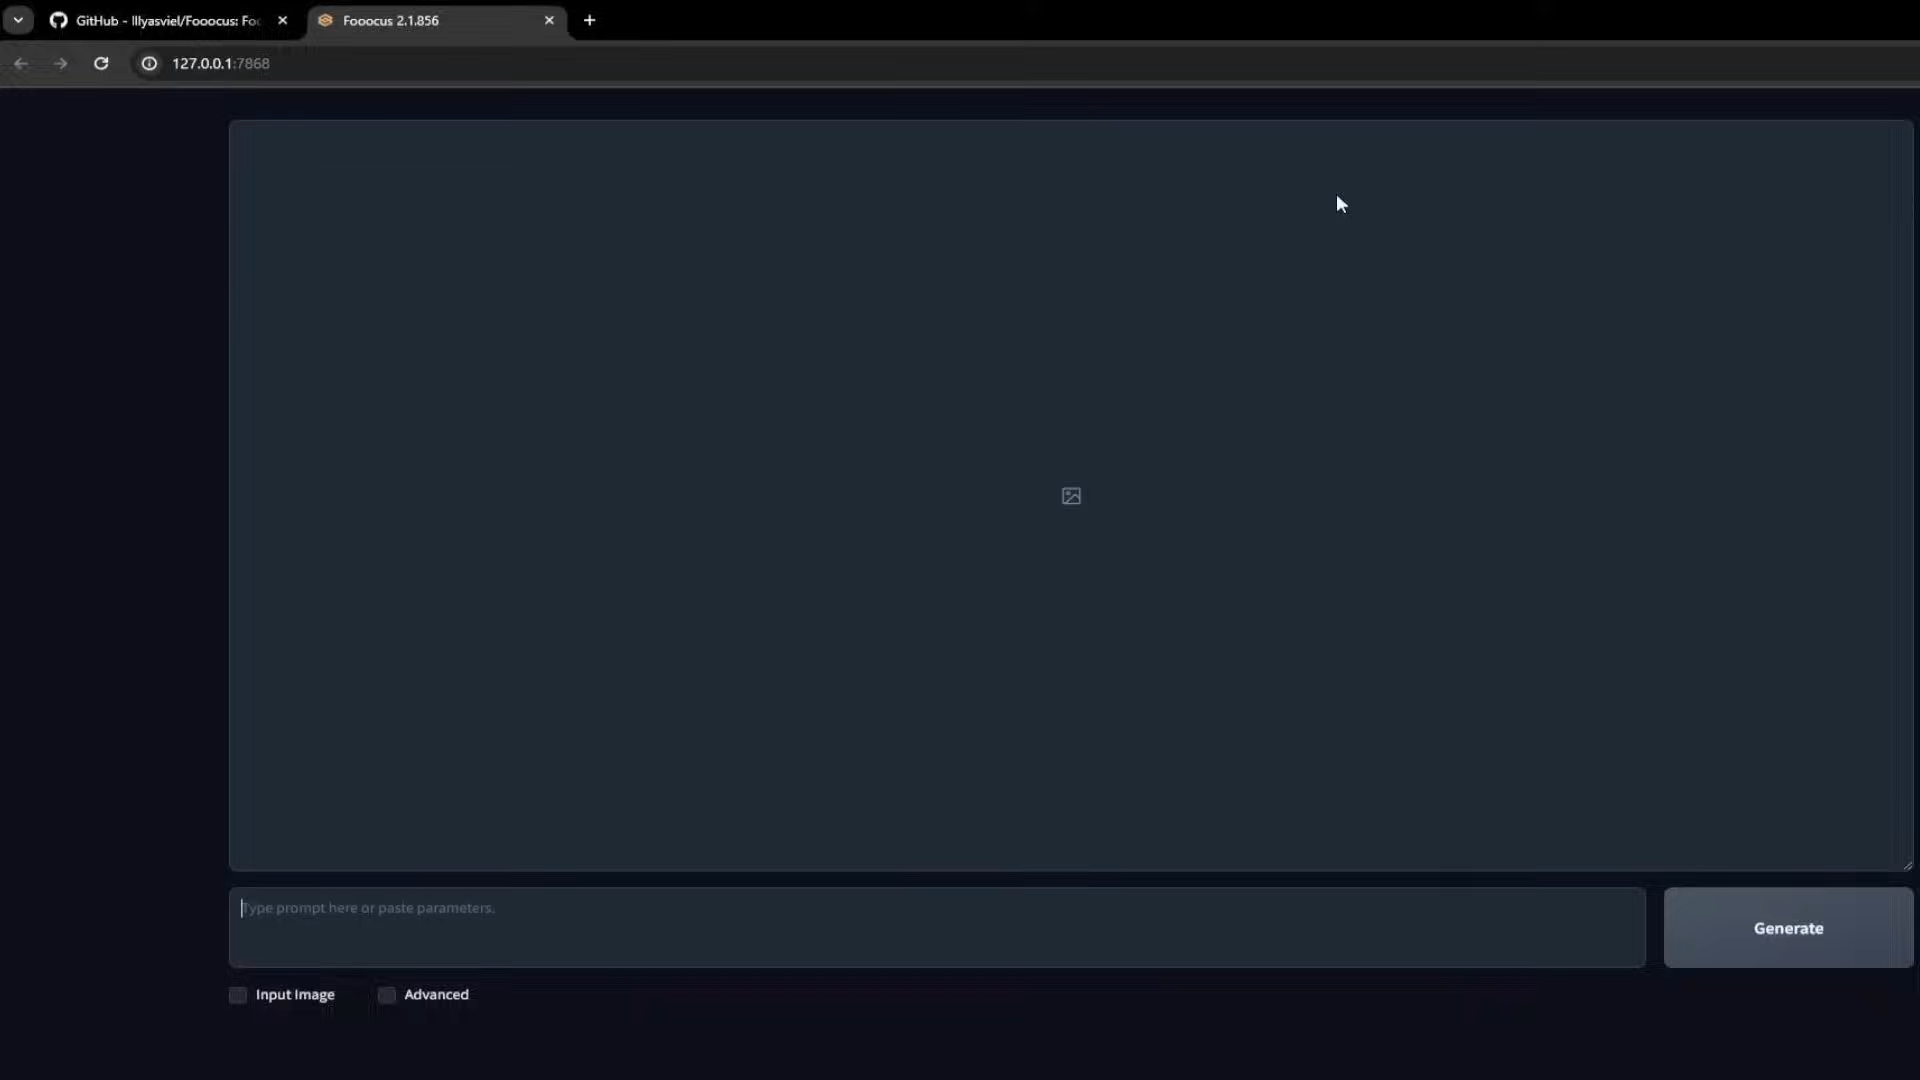 GitHub - lllyasviel/Fooocus: Fo
Fooocus 2.1.856
127.0.0.1:7868
Type prompt here or paste parameters.
Generate
Input Image
Advanced